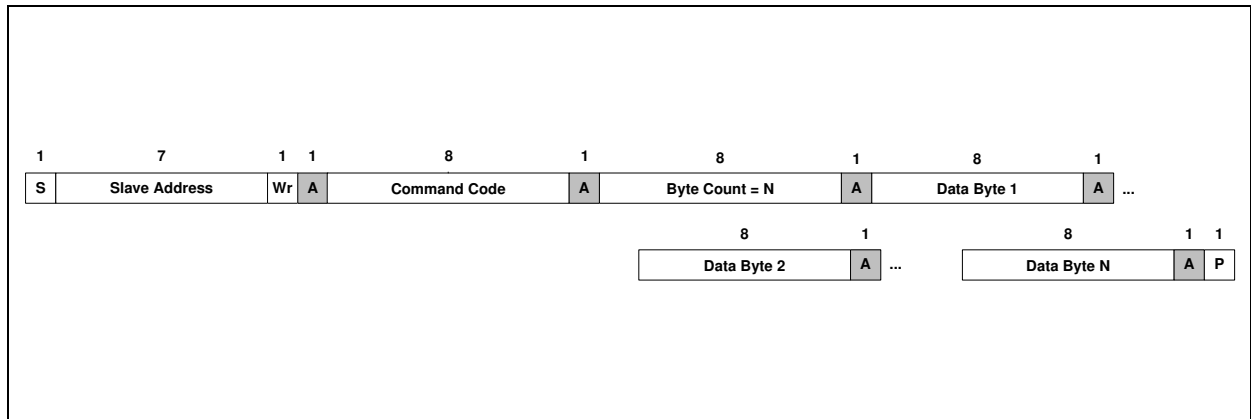 1 7 1 1 8 1 8 1 8 1
S Slave Address Wr A Command Code A Byte Count = N A Data Byte 1 A ...
8 1 8 1 1
Data Byte 2 A ... Data Byte N A P